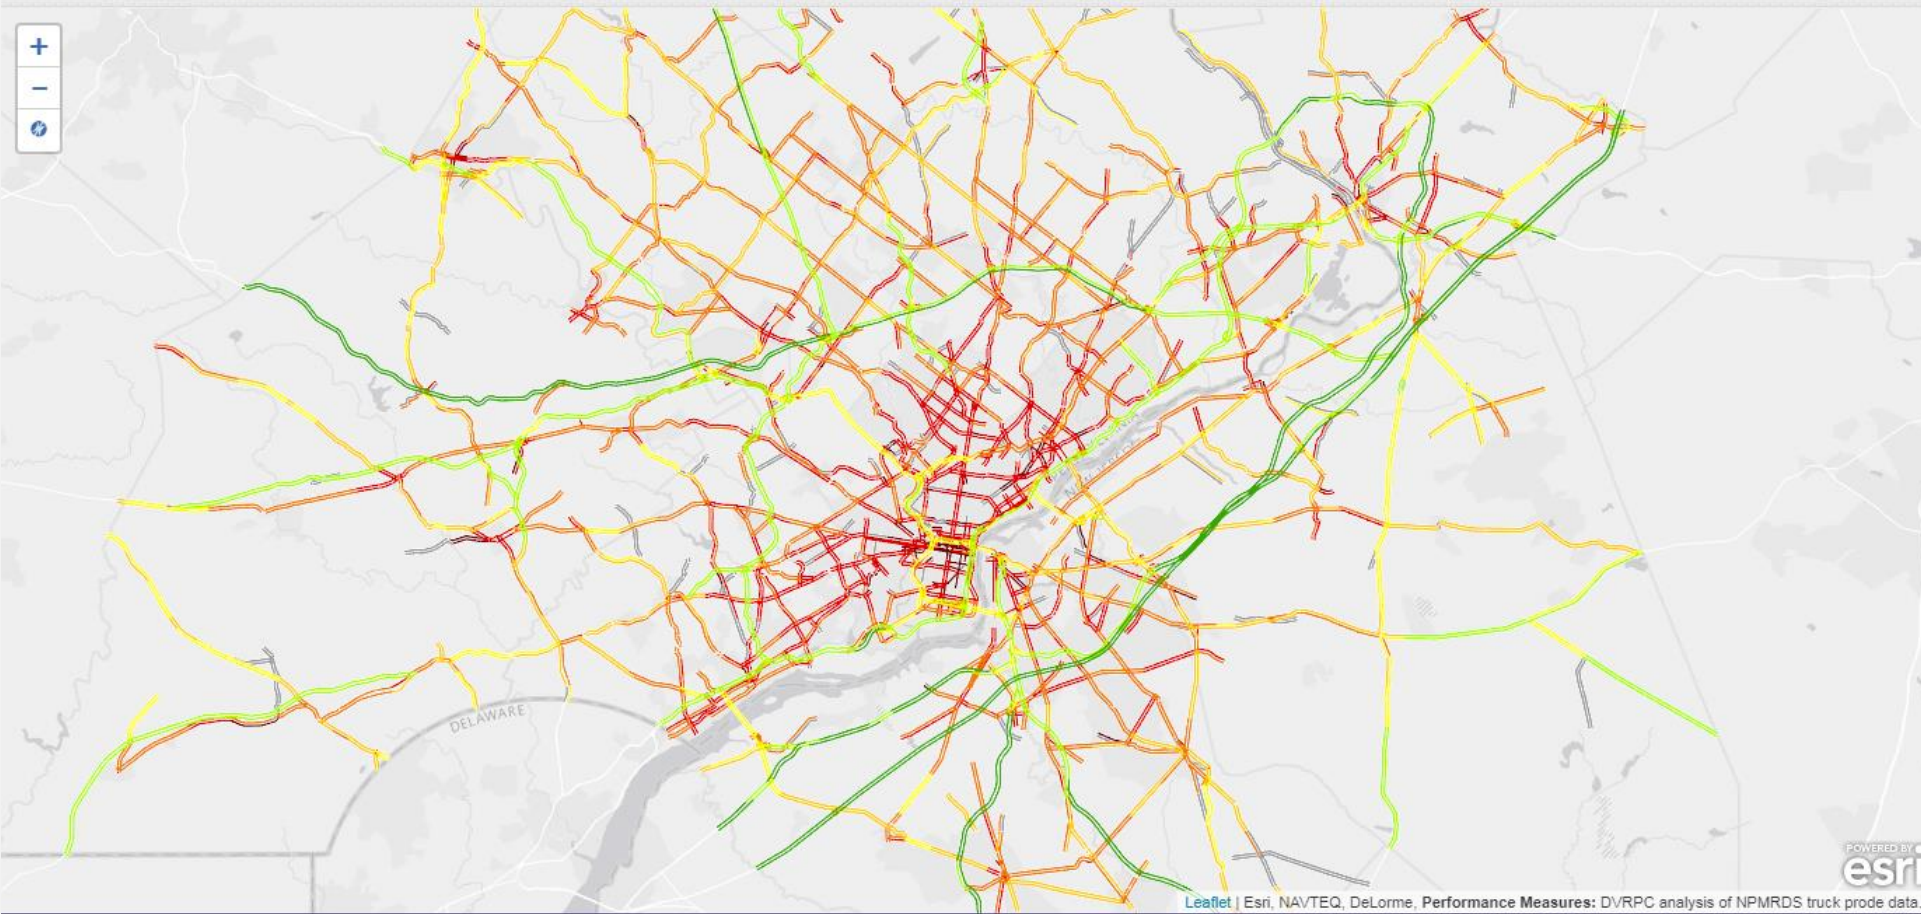 +
−
DELAWARE
POWERED BY
esri
Leaflet | Esri, NAVTEQ, DeLorme, Performance Measures: DVRPC analysis of NPMRDS truck prode data.